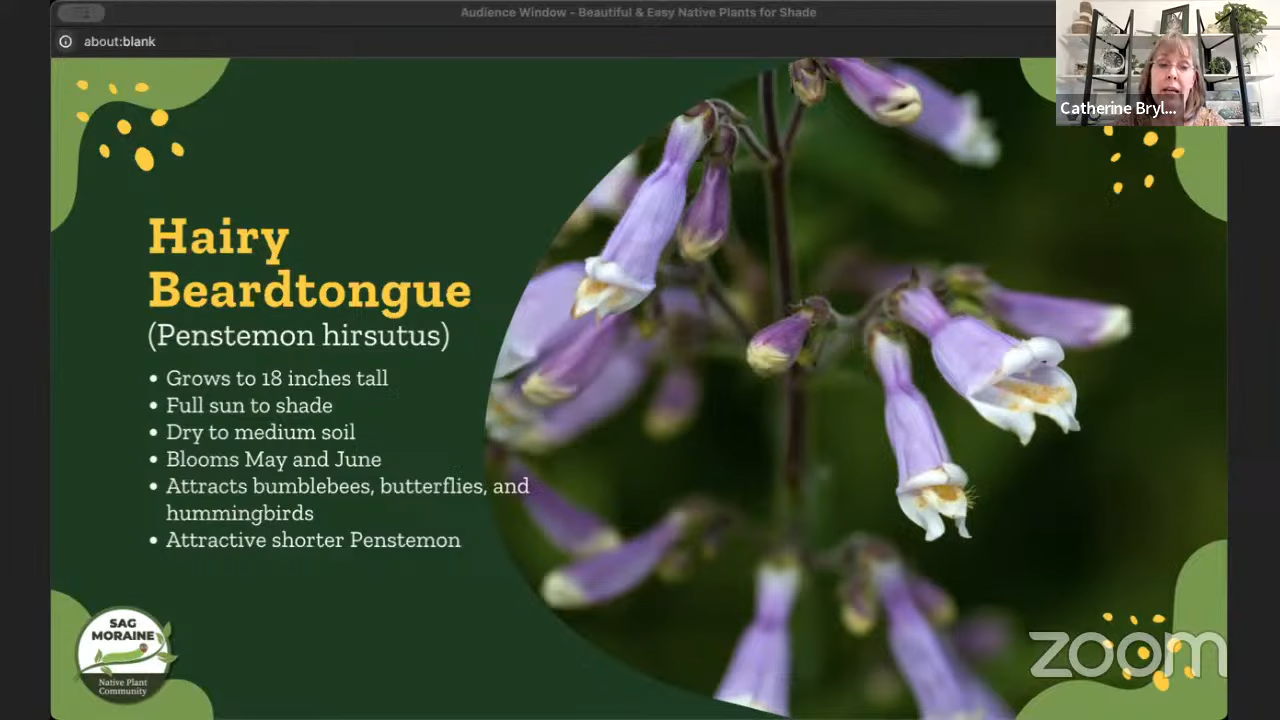 Audience Window - Beautiful & Easy Native Plants for Shade
about:blank
Catherine Bryl...
Hairy
Beardtongue
(Penstemon hirsutus)
• Grows to 18 inches tall
• Full sun to shade
• Dry to medium soil
• Blooms May and June
• Attracts bumblebees, butterflies, and
hummingbirds
• Attractive shorter Penstemon
SAG
MORAINE
Native Plant
Community
zoom